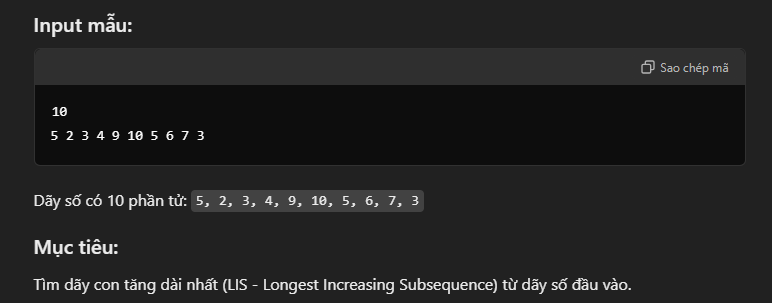 Input mẫu:
Sao chép mã
10
5 2 3 4 9 10 5 6 7 3
Dãy số có 10 phần tử: 5, 2, 3, 4, 9, 10, 5, 6, 7, 3
Mục tiêu:
Tìm dãy con tăng dài nhất (LIS - Longest Increasing Subsequence) từ dãy số đầu vào.